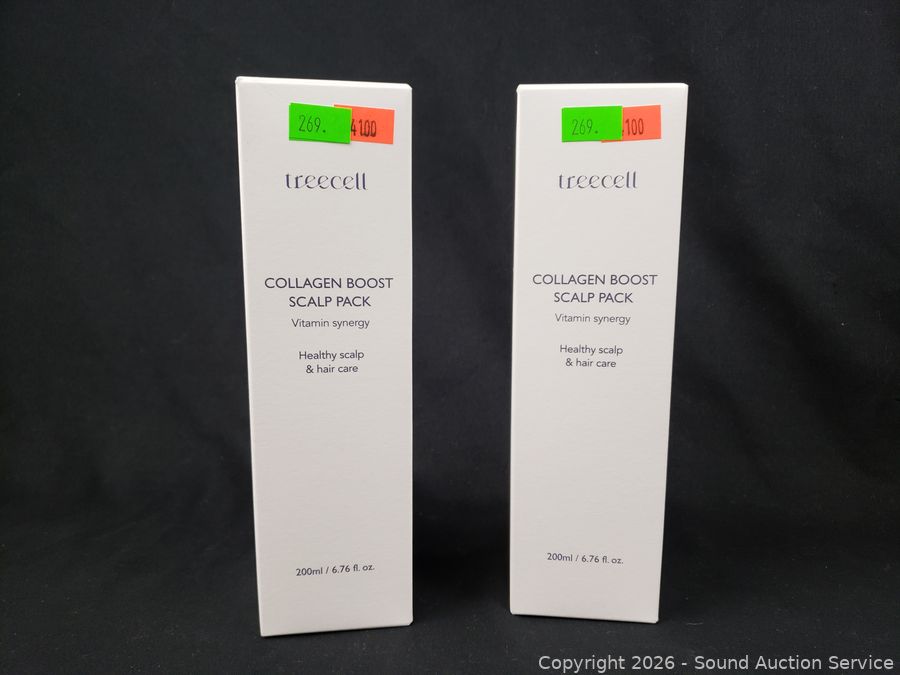 269.
4100
treecell
COLLAGEN BOOST
SCALP PACK
Vitamin synergy
Healthy scalp
& hair care
200ml / 6.76 fl. oz.
269.
100
treecell
COLLAGEN BOOST
SCALP PACK
Vitamin synergy
Healthy scalp
& hair care
200ml / 6.76 fl. oz.
Copyright 2026 - Sound Auction Service